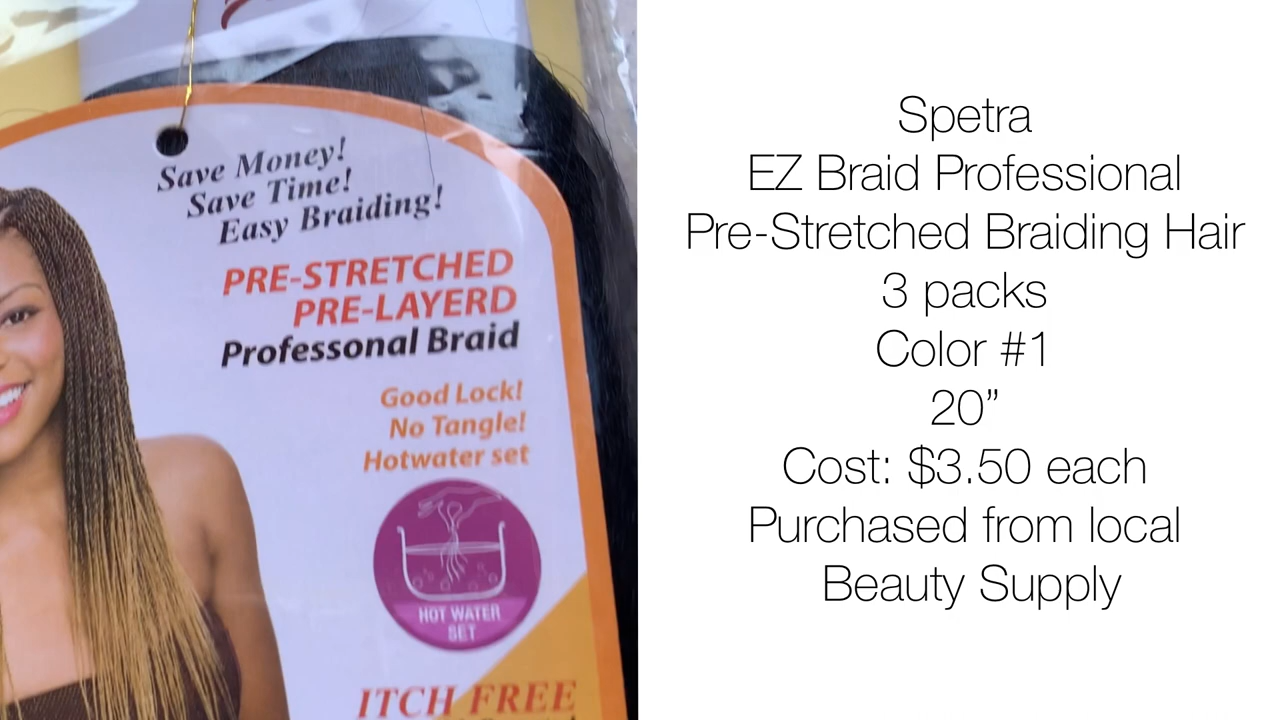 Save Money!
Save Time!
Easy Braiding!
PRE-STRETCHED
PRE-LAYERD
Professonal Braid
Good Lock!
No Tangle!
Hotwater set
HOT WATER
SET
ITCH FREE
Spetra
EZ Braid Professional
Pre-Stretched Braiding Hair
3 packs
Color #1
20”
Cost: $3.50 each
Purchased from local
Beauty Supply